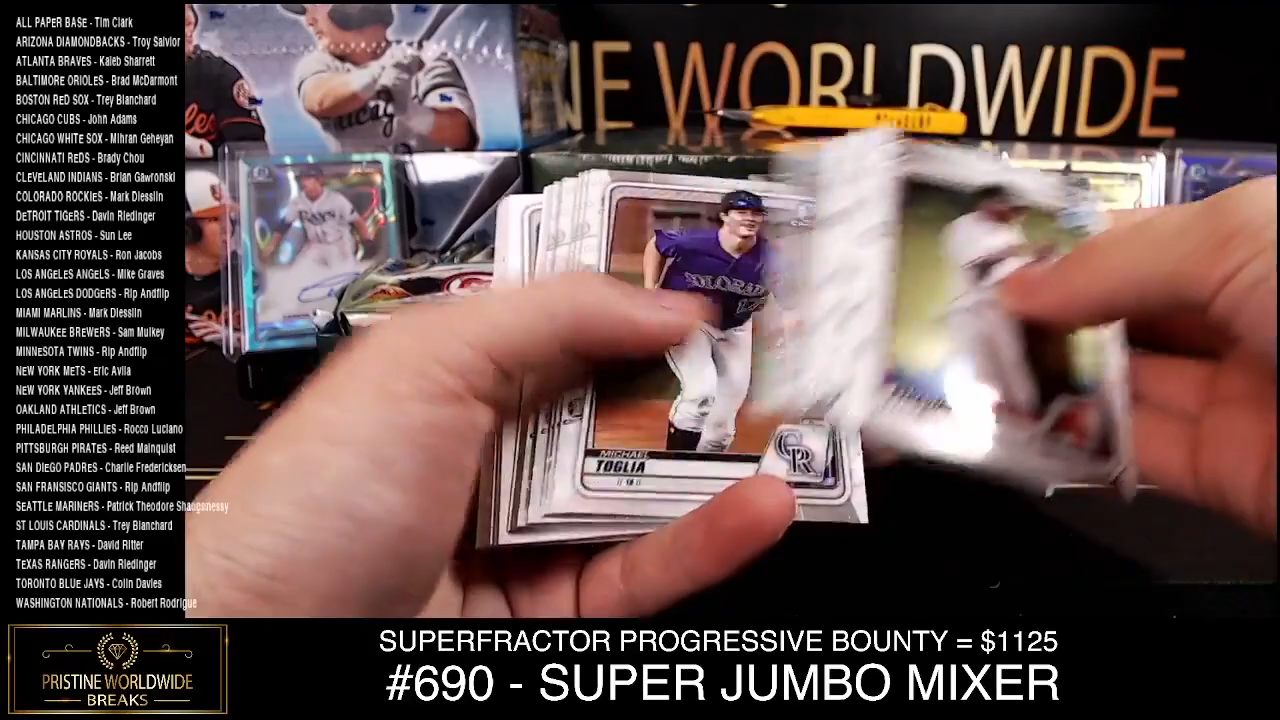 ALL PAPER BASE - Tim Clark
ARIZONA DIAMONDBACKS - Troy Salvior
ATLANTA BRAVES - Kaleb Sharrett
BALTIMORE ORIOLES - Brad McDarmont
BOSTON RED SOX - Trey Blanchard
CHICAGO CUBS - John Adams
CHICAGO WHITE SOX - Mihran Geheyan
CINCINNATI REDS - Brady Chou
CLEVELAND INDIANS - Brian Gawronski
COLORADO ROCKIES - Mark Diesslin
DETROIT TIGERS - Davin Riedinger
HOUSTON ASTROS - Sun Lee
KANSAS CITY ROYALS - Ron Jacobs
LOS ANGELES ANGELS - Mike Graves
LOS ANGELES DODGERS - Rip Andflip
MIAMI MARLINS - Mark Diesslin
MILWAUKEE BREWERS - Sam Mulkey
MINNESOTA TWINS - Rip Andflip
NEW YORK METS - Eric Avila
NEW YORK YANKEES - Jeff Brown
OAKLAND ATHLETICS - Jeff Brown
PHILADELPHIA PHILLIES - Rocco Luciano
PITTSBURGH PIRATES - Reed Mainquist
SAN DIEGO PADRES - Charlie Fredericksen
SAN FRANSISCO GIANTS - Rip Andflip
SEATTLE MARINERS - Patrick Theodore Shaugnessy
ST LOUIS CARDINALS - Trey Blanchard
TAMPA BAY RAYS - David Ritter
TEXAS RANGERS - Davin Riedinger
TORONTO BLUE JAYS - Colin Davies
WASHINGTON NATIONALS - Robert Rodrigue
INE WORLDWIDE
RAYS
COLORAD
MICHAEL
TOGLIA
CR
PRISTINE WORLDWIDE
BREAKS
SUPERFRACTOR PROGRESSIVE BOUNTY = $1125
#690 - SUPER JUMBO MIXER